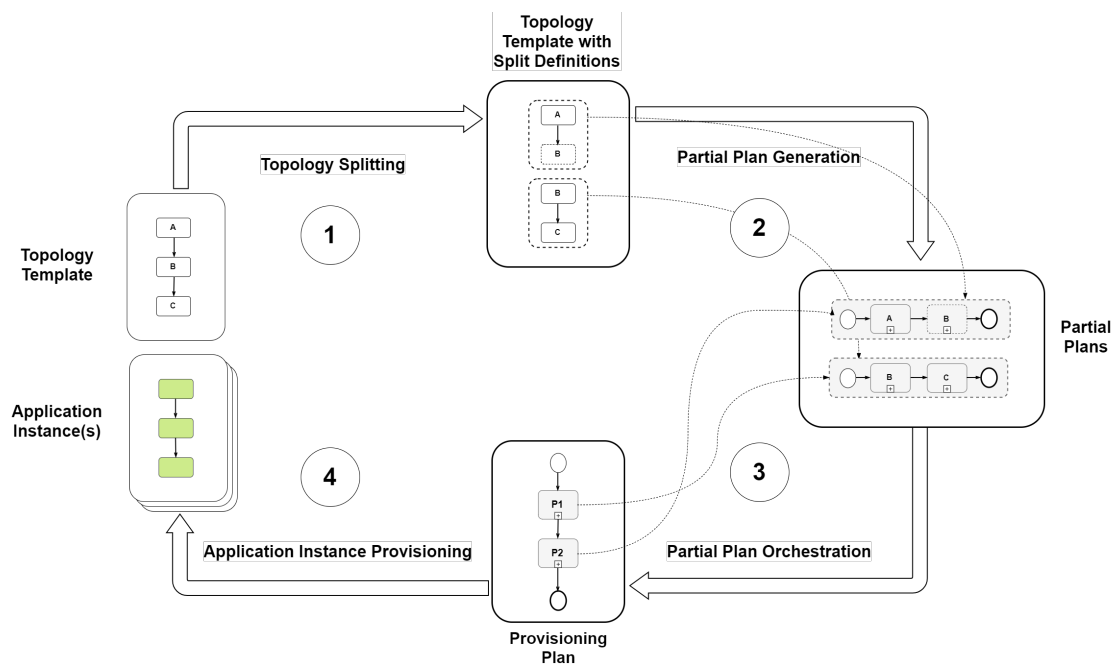 Topology
Template with
Split Definitions
A
B
B
C
Topology Splitting
Partial Plan Generation
1
2
Topology
Template
A
B
C
A
B
+
+
B
C
+
+
Partial
Plans
Application
Instance(s)
4
3
P1
+
P2
+
Application Instance Provisioning
Partial Plan Orchestration
Provisioning
Plan